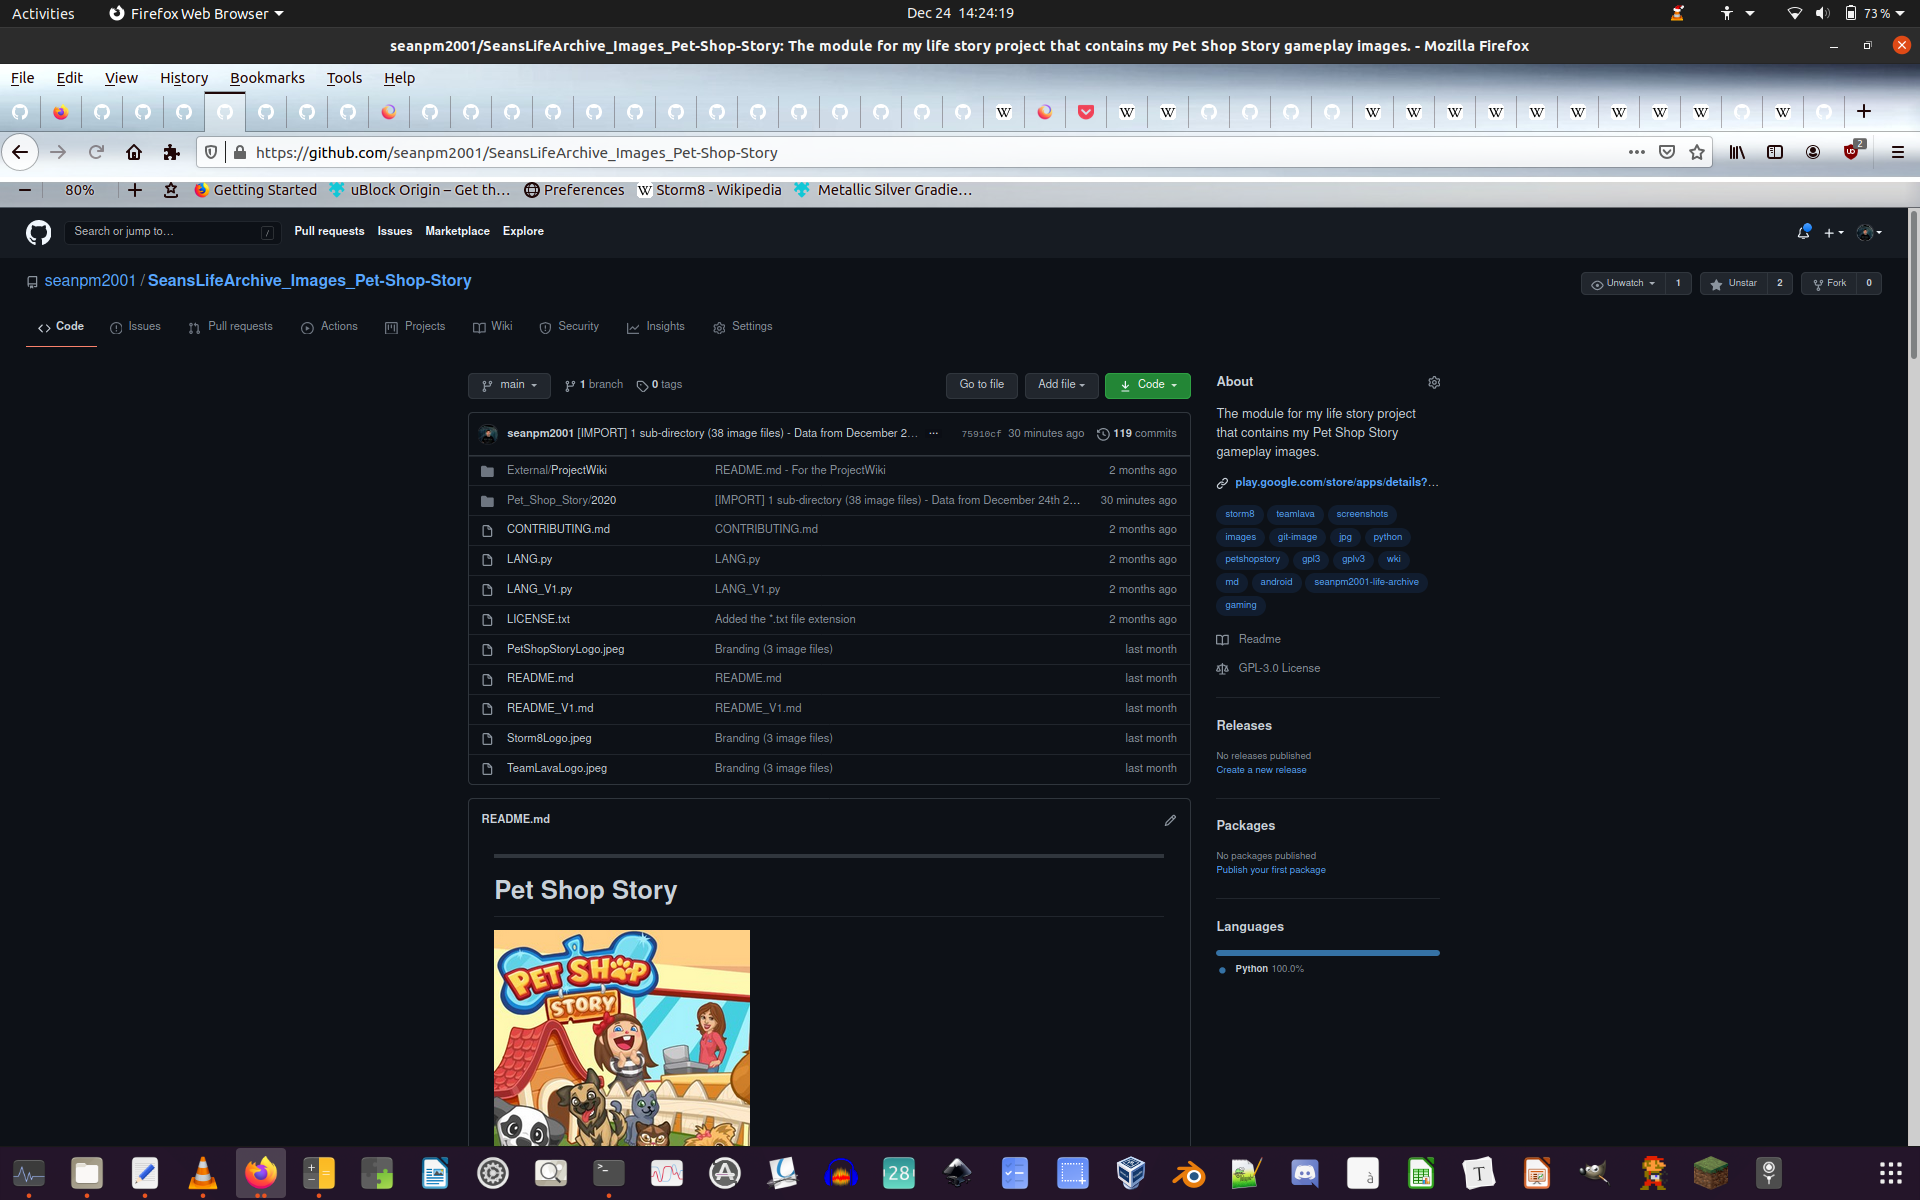 Activities Firefox Web Browser Dec 24 14:24:19 73 %
seanpm2001/SeansLifeArchive_Images_Pet-Shop-Story: The module for my life story project that contains my Pet Shop Story gameplay images. - Mozilla Firefox
File Edit View History Bookmarks Tools Help
https://github.com/seanpm2001/SeansLifeArchive_Images_Pet-Shop-Story 2
80% Getting Started uBlock Origin – Get th… Preferences Storm8 - Wikipedia Metallic Silver Gradie…
Search or jump to… / Pull requests Issues Marketplace Explore
seanpm2001 / SeansLifeArchive_Images_Pet-Shop-Story Unwatch 1 Unstar 2 Fork 0
Code Issues Pull requests Actions Projects Wiki Security Insights Settings
main 1 branch 0 tags Go to file Add file Code
seanpm2001 [IMPORT] 1 sub-directory (38 image files) - Data from December 2… ··· 75910cf 30 minutes ago 119 commits
External/ProjectWiki README.md - For the ProjectWiki 2 months ago
Pet_Shop_Story/2020 [IMPORT] 1 sub-directory (38 image files) - Data from December 24th 2… 30 minutes ago
CONTRIBUTING.md CONTRIBUTING.md 2 months ago
LANG.py LANG.py 2 months ago
LANG_V1.py LANG_V1.py 2 months ago
LICENSE.txt Added the *.txt file extension 2 months ago
PetShopStoryLogo.jpeg Branding (3 image files) last month
README.md README.md last month
README_V1.md README_V1.md last month
Storm8Logo.jpeg Branding (3 image files) last month
TeamLavaLogo.jpeg Branding (3 image files) last month
README.md
Pet Shop Story
PET SHOP
STORY
About
The module for my life story project
that contains my Pet Shop Story
gameplay images.
play.google.com/store/apps/details?…
storm8 teamlava screenshots
images git-image jpg python
petshopstory gpl3 gplv3 wki
md android seanpm2001-life-archive
gaming
Readme
GPL-3.0 License
Releases
No releases published
Create a new release
Packages
No packages published
Publish your first package
Languages
Python 100.0%
28